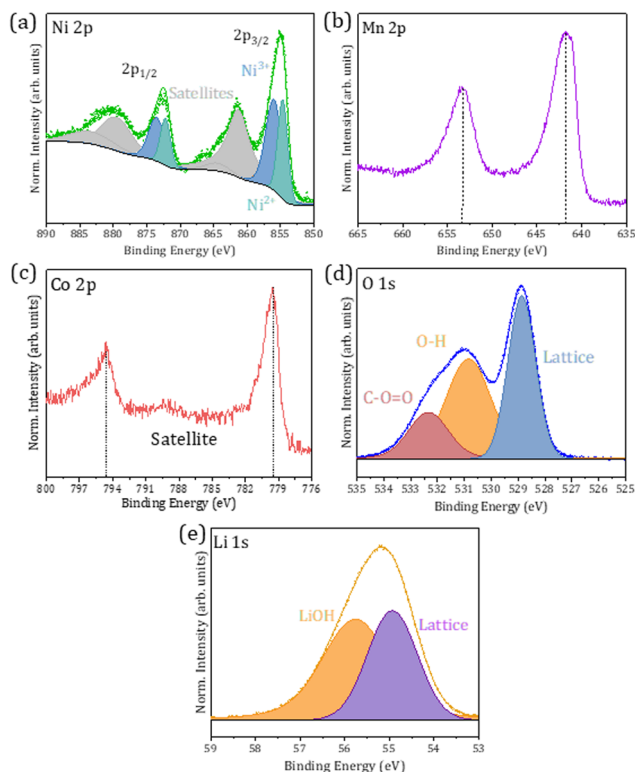 (a)
Ni 2p
2p3/2
2p1/2
Ni3+
Satellites
Ni2+
Norm. Intensity (arb. units)
890 885 880 875 870 865 860 855 850
Binding Energy (eV)
(b)
Mn 2p
Norm. Intensity (arb. units)
665 660 655 650 645 640 635
Binding Energy (eV)
(c)
Co 2p
Satellite
Norm. Intensity (arb. units)
800 794 788 785 779 776
Binding Energy (eV)
(d)
O 1s
O-H
Lattice
C-O=O
Norm. Intensity (arb. units)
535 534 533 532 531 530 529 528 527 526 525
Binding Energy (eV)
(e)
Li 1s
LiOH
Lattice
Norm. Intensity (arb. units)
59 58 57 56 55 54 53
Binding Energy (eV)